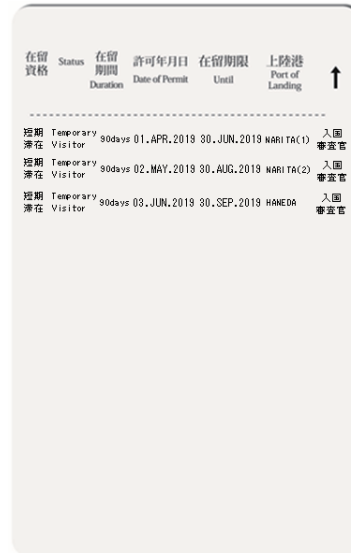 在留資格 Status 在留期間 Duration 許可年月日 Date of Permit 在留期限 Until 上陸港 Port of Landing ↑
短期滞在 Temporary Visitor 90days 01.APR.2019 30.JUN.2019 NARITA(1) 入国審査官
短期滞在 Temporary Visitor 90days 02.MAY.2019 30.AUG.2019 NARITA(2) 入国審査官
短期滞在 Temporary Visitor 90days 03.JUN.2019 30.SEP.2019 HANEDA 入国審査官